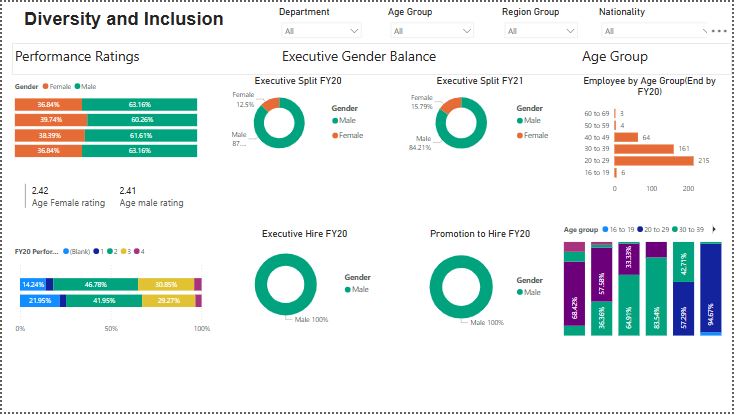 Diversity and Inclusion
Department
All
Age Group
All
Region Group
All
Nationality
All
Performance Ratings
Executive Gender Balance
Age Group
Gender Female Male
36.84% 63.16%
39.74% 60.26%
38.39% 61.61%
36.84% 63.16%
2.42
Age Female rating
2.41
Age male rating
Executive Split FY20
Female
12.5%
Male
87....
Gender
Male
Female
Executive Split FY21
Female
15.79%
Male
84.21%
Gender
Male
Female
Employee by Age Group(End by
FY20)
60 to 69 3
50 to 59 4
40 to 49 64
30 to 39 161
20 to 29 215
16 to 19 6
0 100 200
FY20 Perfor... (Blank) 1 2 3 4
14.24% 46.78% 30.85%
21.95% 41.95% 29.27%
0% 50% 100%
Executive Hire FY20
Gender
Male
Male 100%
Promotion to Hire FY20
Gender
Male
Male 100%
Age group 16 to 19 20 to 29 30 to 39
68.42%
57.58%
36.36%
33.33%
64.91%
83.54%
42.71%
57.29%
94.67%